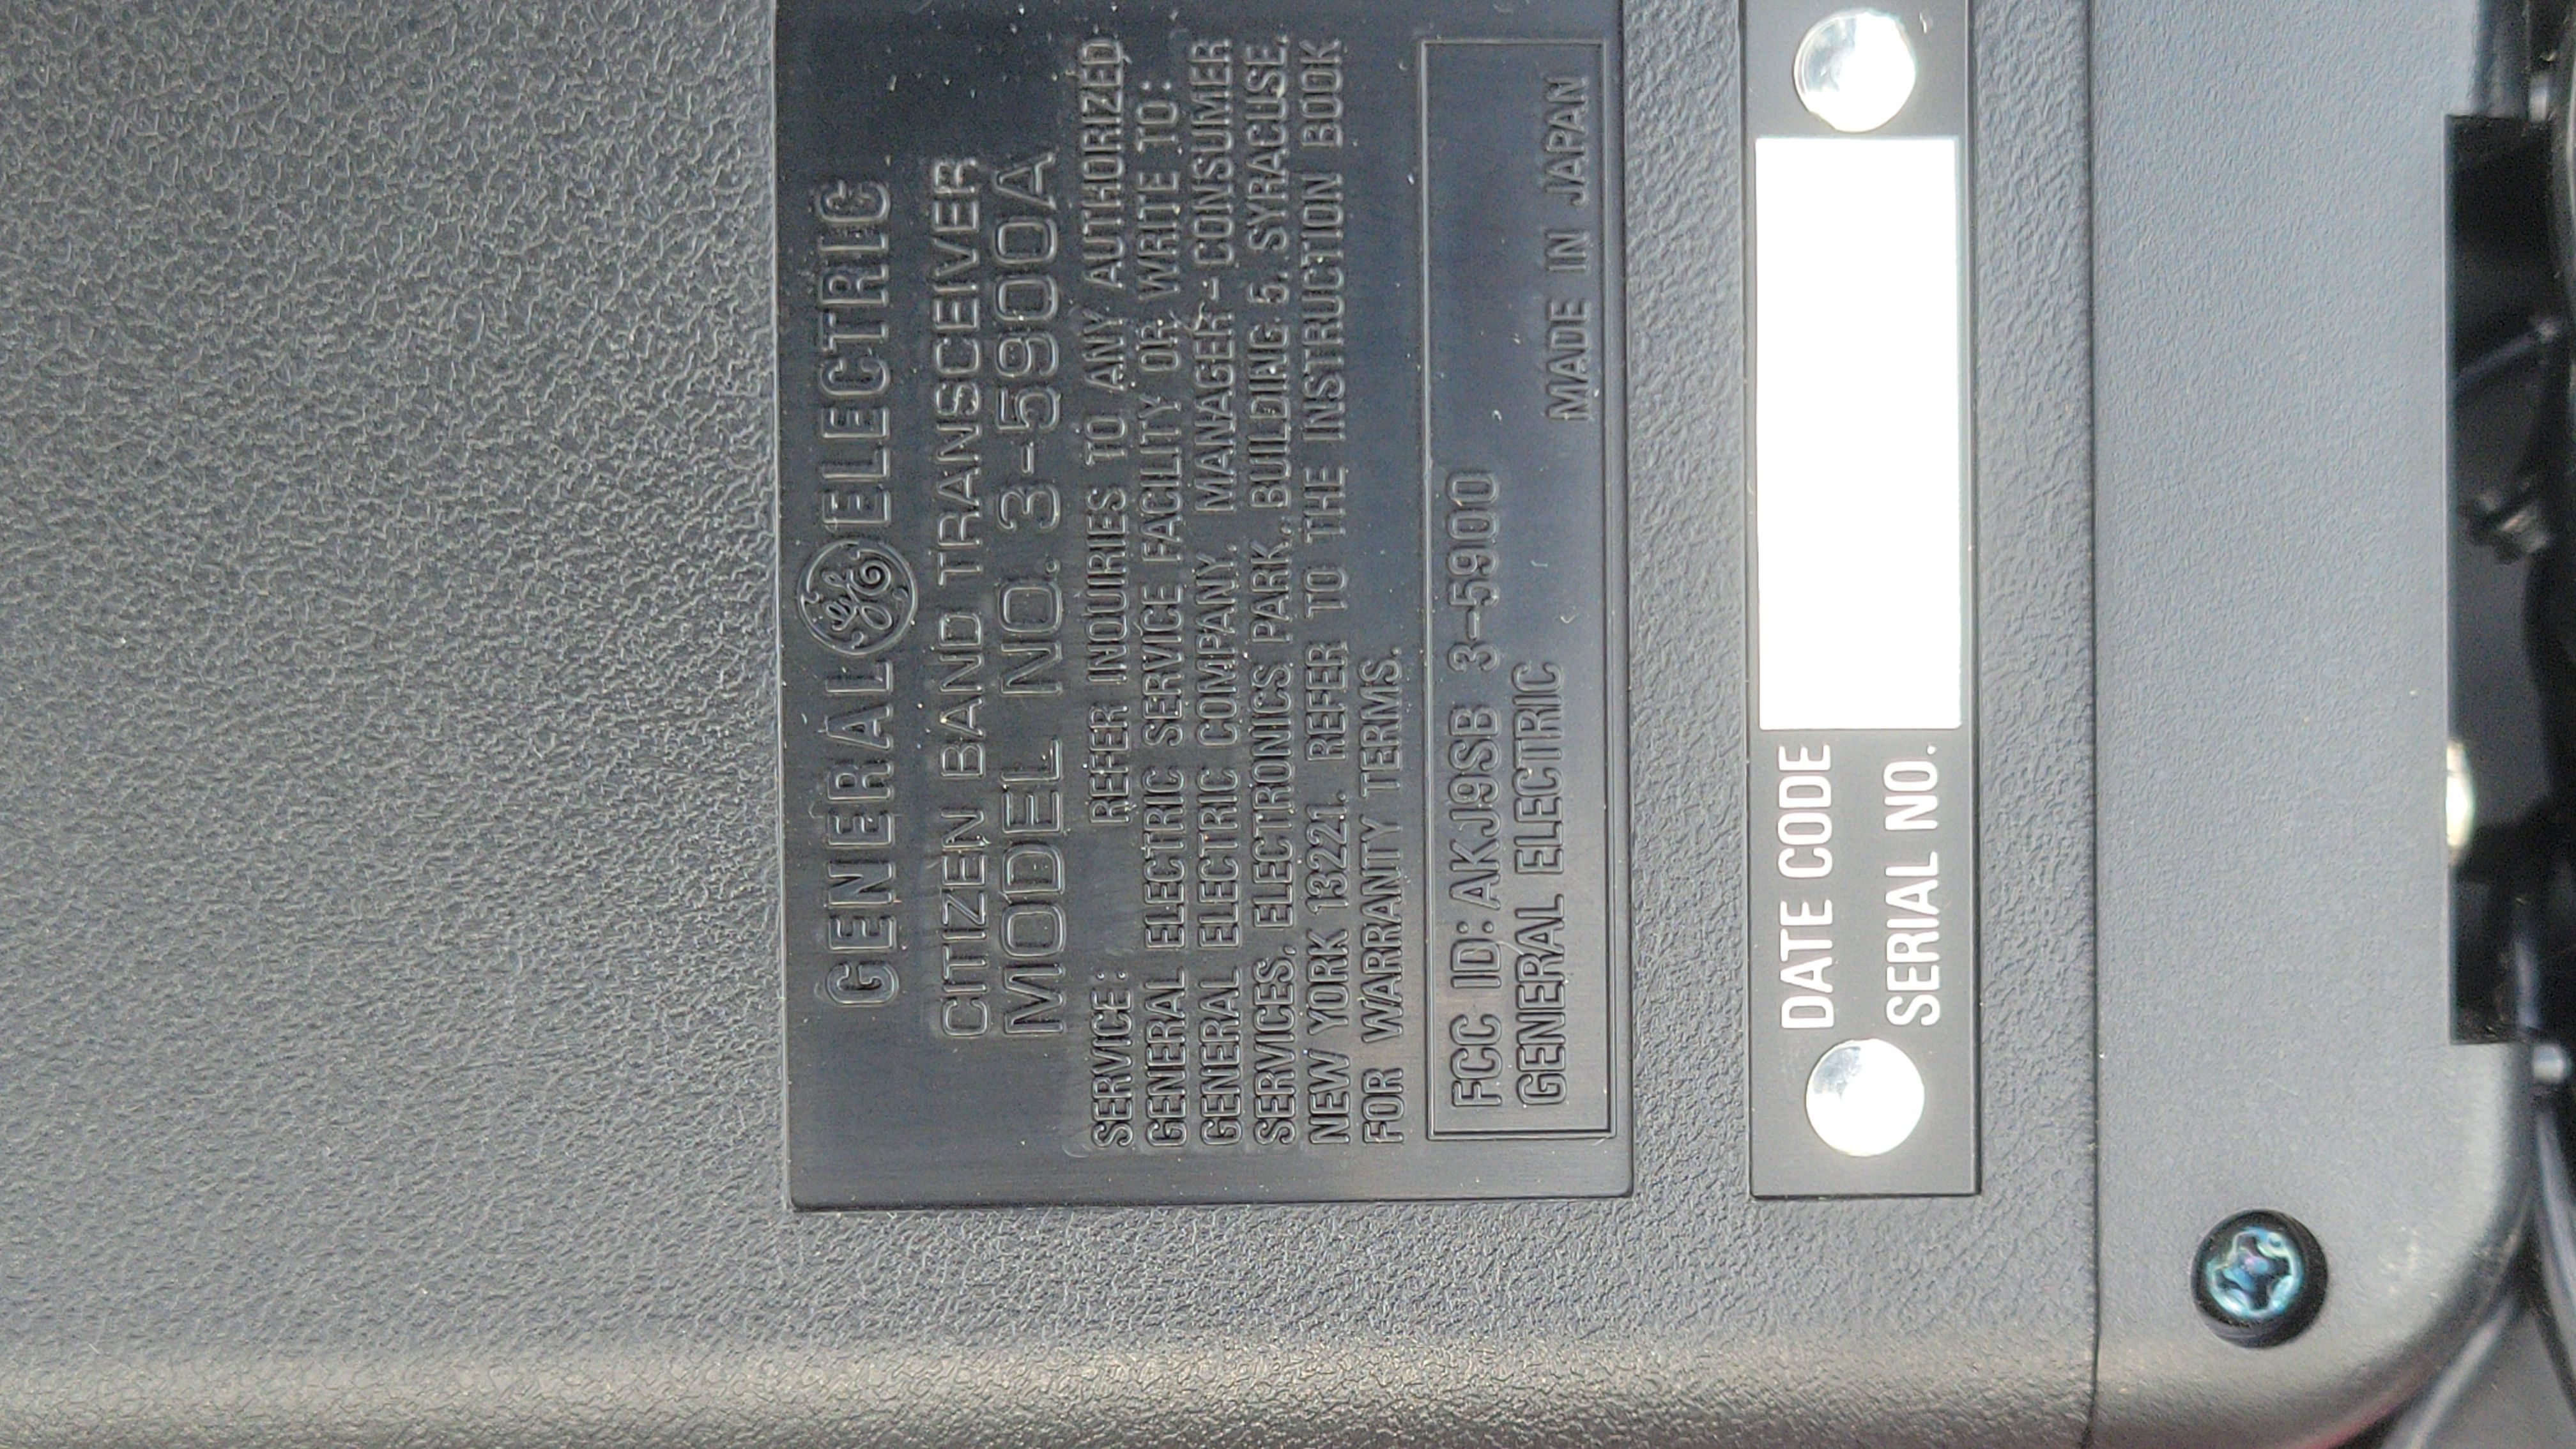 GENERAL GE ELECTRIC
CITIZEN BAND TRANSCEIVER
MODEL NO. 3-5900A
SERVICE: REFER INQUIRIES TO ANY AUTHORIZED
GENERAL ELECTRIC SERVICE FACILITY OR WRITE TO:
GENERAL ELECTRIC COMPANY. MANAGER-CONSUMER
SERVICES, ELECTRONICS PARK,. BUILDING 5, SYRACUSE,
NEW YORK 13221. REFER TO THE INSTRUCTION BOOK
FOR WARRANTY TERMS.
FCC ID: AKJ9SB 3-5900
GENERAL ELECTRIC MADE IN JAPAN
DATE CODE
SERIAL NO.